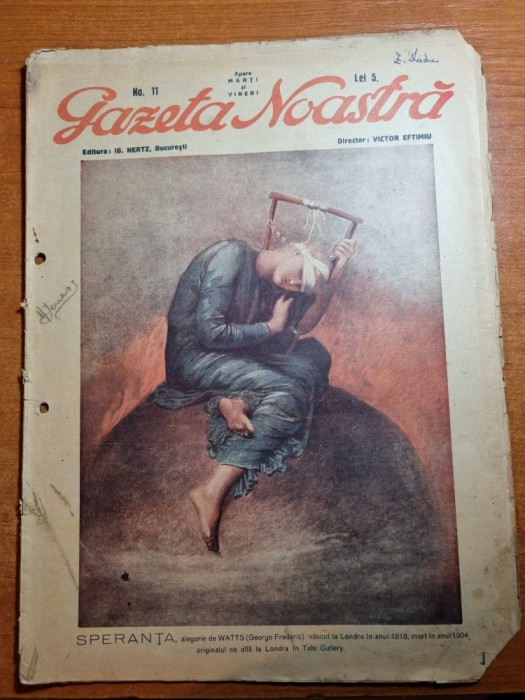 Apare
MARȚI
și
VINERI
No. 11
Lei 5.
Gazeta Noastră
Editura: IG. HERTZ, București
Director: VICTOR EFTIMIU
SPERANȚA, alegorie de WATTS (George Frederic), născut la Londra în anul 1818, mort în anul 1904,
originalul se află la Londra în Tate Gallery.